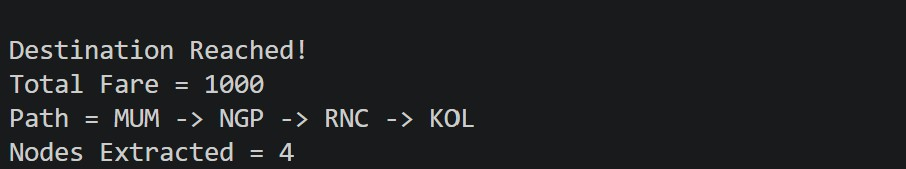 Destination Reached!
Total Fare = 1000
Path = MUM -> NGP -> RNC -> KOL
Nodes Extracted = 4